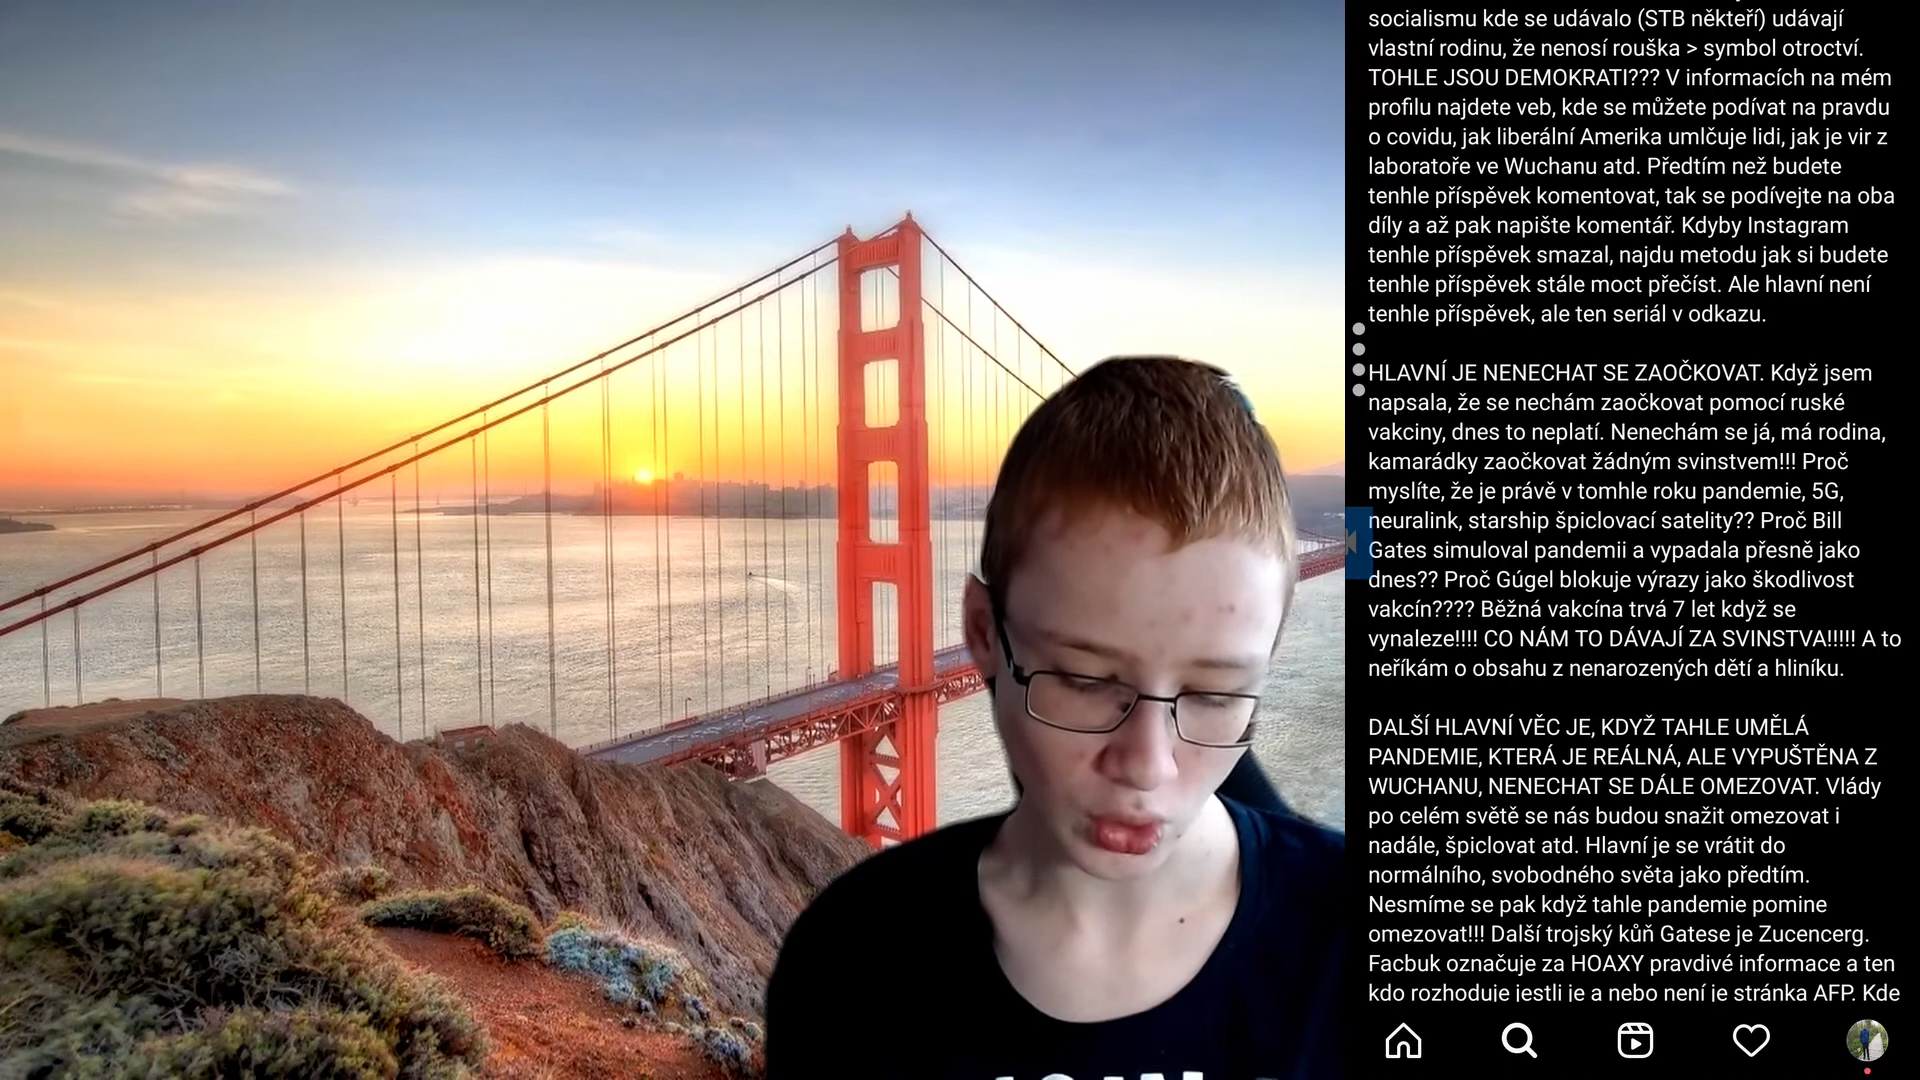 socialismu kde se udávalo (STB někteří) udávají
vlastní rodinu, že nenosí rouška > symbol otroctví.
TOHLE JSOU DEMOKRATI??? V informacích na mém
profilu najdete veb, kde se můžete podívat na pravdu
o covidu, jak liberální Amerika umlčuje lidi, jak je vir z
laboratoře ve Wuchanu atd. Předtím než budete
tenhle příspěvek komentovat, tak se podívejte na oba
díly a až pak napište komentář. Kdyby Instagram
tenhle příspěvek smazal, najdu metodu jak si budete
tenhle příspěvek stále moct přečíst. Ale hlavní není
tenhle příspěvek, ale ten seriál v odkazu.
HLAVNÍ JE NENECHAT SE ZAOČKOVAT. Když jsem
napsala, že se nechám zaočkovat pomocí ruské
vakciny, dnes to neplatí. Nenechám se já, má rodina,
kamarádky zaočkovat žádným svinstvem!!! Proč
myslíte, že je právě v tomhle roku pandemie, 5G,
neuralink, starship špiclovací satelity?? Proč Bill
Gates simuloval pandemii a vypadala přesně jako
dnes?? Proč Gúgel blokuje výrazy jako škodlivost
vakcín???? Běžná vakcína trvá 7 let když se
vynaleze!!!! CO NÁM TO DÁVAJÍ ZA SVINSTVA!!!!! A to
neříkám o obsahu z nenarozených dětí a hliníku.
DALŠÍ HLAVNÍ VĚC JE, KDYŽ TAHLE UMĚLÁ
PANDEMIE, KTERÁ JE REÁLNÁ, ALE VYPUŠTĚNA Z
WUCHANU, NENECHAT SE DÁLE OMEZOVAT. Vlády
po celém světě se nás budou snažit omezovat i
nadále, špiclovat atd. Hlavní je se vrátit do
normálního, svobodného světa jako předtím.
Nesmíme se pak když tahle pandemie pomine
omezovat!!! Další trojský kůň Gatese je Zucencerg.
Facbuk označuje za HOAXY pravdivé informace a ten
kdo rozhoduje jestli je a nebo není je stránka AFP. Kde